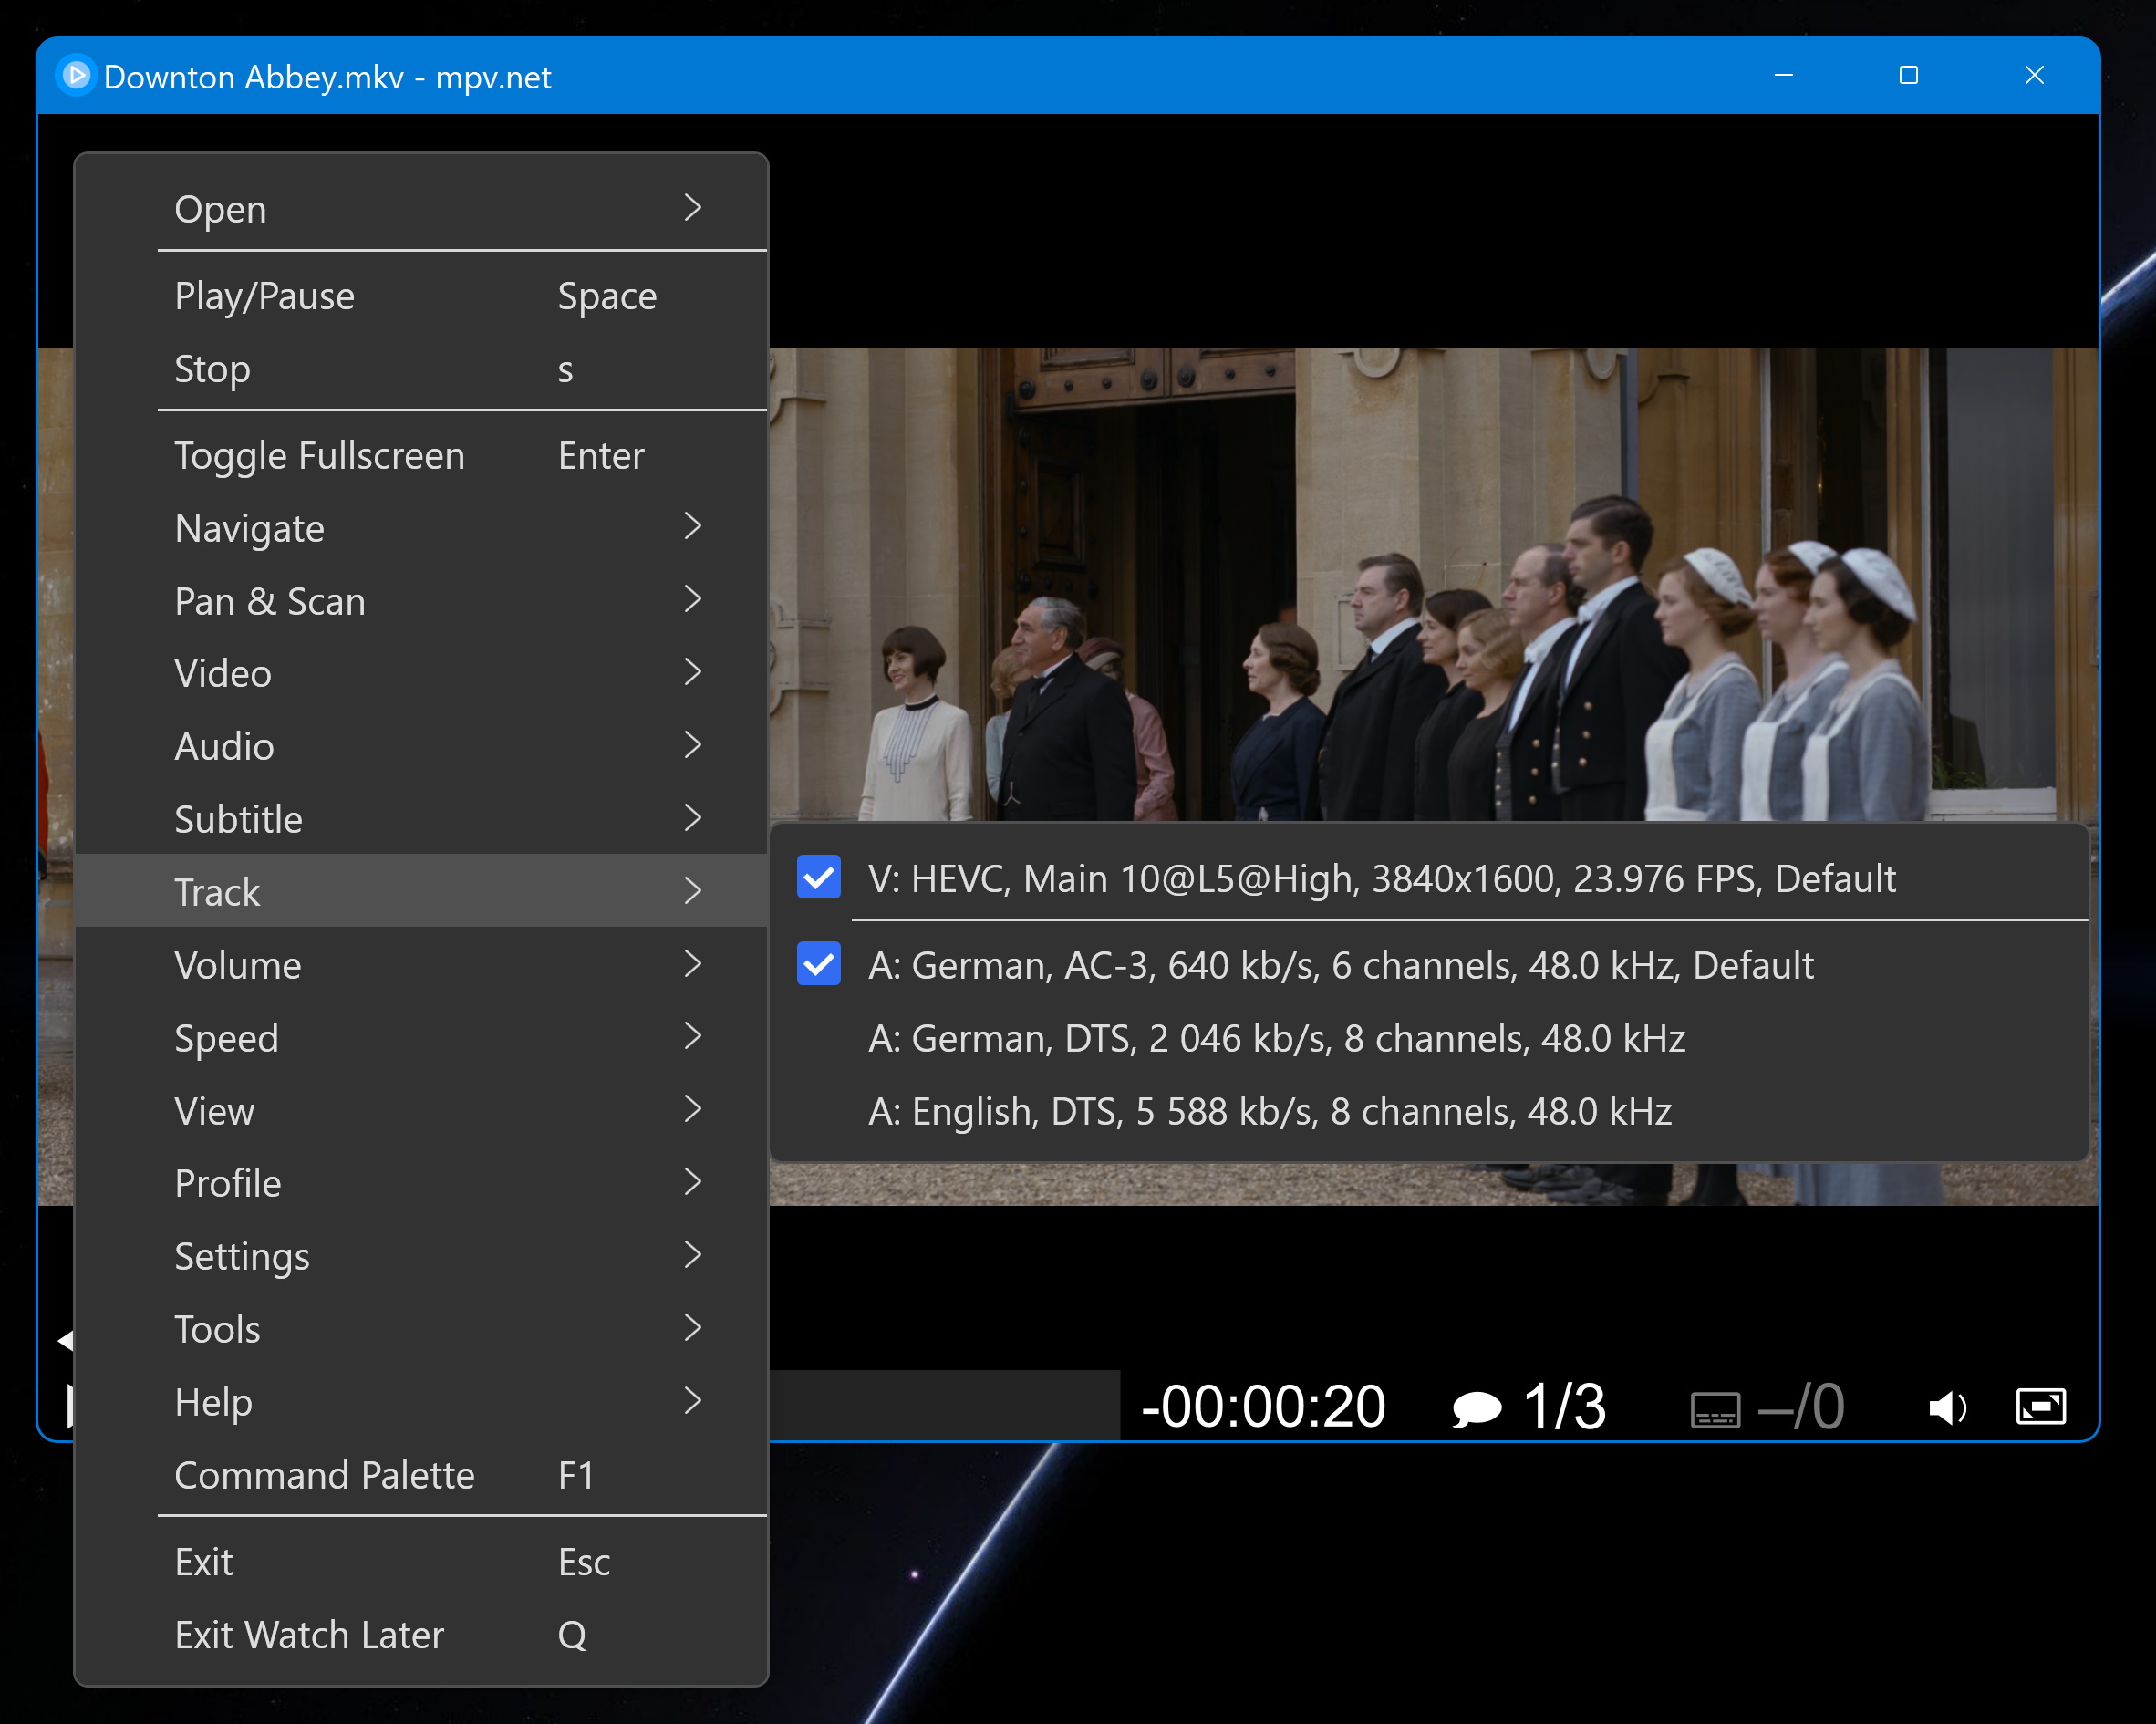 Downton Abbey.mkv - mpv.net
Open
Play/Pause Space
Stop s
Toggle Fullscreen Enter
Navigate
Pan & Scan
Video
Audio
Subtitle
Track
V: HEVC, Main 10@L5@High, 3840x1600, 23.976 FPS, Default
A: German, AC-3, 640 kb/s, 6 channels, 48.0 kHz, Default
A: German, DTS, 2 046 kb/s, 8 channels, 48.0 kHz
A: English, DTS, 5 588 kb/s, 8 channels, 48.0 kHz
Volume
Speed
View
Profile
Settings
Tools
Help
Command Palette F1
Exit Esc
Exit Watch Later Q
-00:00:20 1/3 –/0